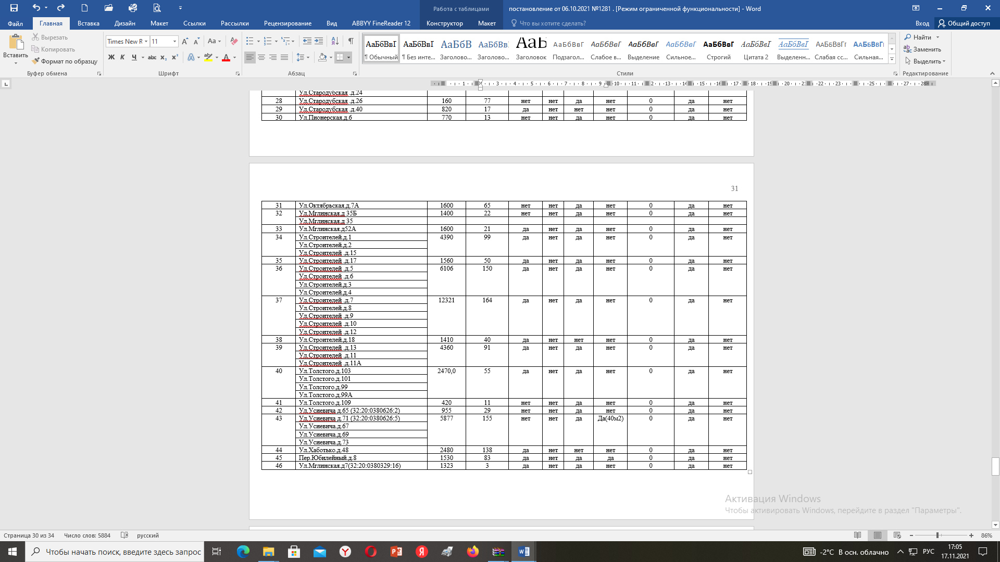 Работа с таблицами
постановление от 06.10.2021 №1281 . [Режим ограниченной функциональности] - Word
Файл Главная Вставка Дизайн Макет Ссылки Рассылки Рецензирование Вид ABBYY FineReader 12 Конструктор Макет Что вы хотите сделать? Вход Общий доступ
Вставить
Вырезать
Копировать
Формат по образцу
Буфер обмена
Times New R 11
Ж К Ч abc x₂ x²
Шрифт
Абзац
АаБбВвГ АаБбВвГ АаБбВ АаБбВв. АаБ АаБбВвГ АаБбВвГ АаБбВвГ АаБбВвГ АаБбВвГ АаБбВвГ АаБбВвГ АаБбВвГг АаБбВвГг
¶ Обычный ¶ Без инте... Заголово... Заголово... Заголовок Подзагол... Слабое в... Выделение Сильное... Строгий Цитата 2 Выделенн... Слабая сс... Сильная...
Стили
Найти
Заменить
Выделить
Редактирование
Ул.Стародубская .д.24
28 Ул.Стародубская .д.26 160 77 нет нет да нет 0 да нет
29 Ул.Стародубская .д.40 820 17 да нет нет нет 0 да нет
30 Ул.Пионерская.д.6 770 13 нет нет да нет 0 да нет
31
31 Ул.Октябрьская.д.7А 1600 65 нет нет да нет 0 да нет
32 Ул.Мглинская.д 35Б 1400 22 нет нет да нет 0 да нет
Ул.Мглинская.д 35
33 Ул.Мглинская.д52А 1600 21 да нет да нет 0 да нет
34 Ул.Строителей.д.1 4390 99 да нет да нет 0 да нет
Ул.Строителей.д.2
Ул.Строителей .д.15
35 Ул.Строителей .д.17 1560 50 да нет да нет 0 да нет
36 Ул.Строителей .д.5 6106 150 да нет да нет 0 да нет
Ул.Строителей .д.6
Ул.Строителей.д.3
Ул.Строителей.д.4
37 Ул.Строителей .д.7 12321 164 да нет да нет 0 да нет
Ул.Строителей.д.8
Ул.Строителей .д.9
Ул.Строителей .д.10
Ул.Строителей .д.12
38 Ул.Строителей.д.18 1410 40 да нет нет нет 0 да нет
39 Ул.Строителей .д.13 4360 91 да нет да нет 0 да нет
Ул.Строителей .д.11
Ул.Строителей .д.11А
40 Ул.Толстого.д.103 2470,0 55 да нет да нет 0 да нет
Ул.Толстого.д.101
Ул.Толстого.д.99
Ул.Толстого.д.99А
41 Ул.Толстого.д.109 420 11 нет нет да нет 0 да нет
42 Ул.Усиевича д.65 (32:20:0380626:2) 955 29 нет нет да нет 0 да нет
43 Ул.Усиевича д.71 (32:20:0380626:5) 5877 155 нет нет да Да(40м2) 0 да нет
Ул.Усиевича.д.67
Ул.Усиевича.д.69
Ул.Усиевича.д.73
44 Ул.Хаботько.д.48 2480 138 да нет нет нет 0 да нет
45 Пер.Юбилейный.д.8 1530 83 да нет да да 0 да нет
46 Ул.Мглинская.д7(32:20:0380329:16) 1323 3 да нет да нет 0 да нет
Активация Windows
Чтобы активировать Windows, перейдите в раздел "Параметры".
Страница 30 из 34 Число слов: 5884 русский 86%
Чтобы начать поиск, введите здесь запрос
-2°C В осн. облачно РУС 17:05
17.11.2021